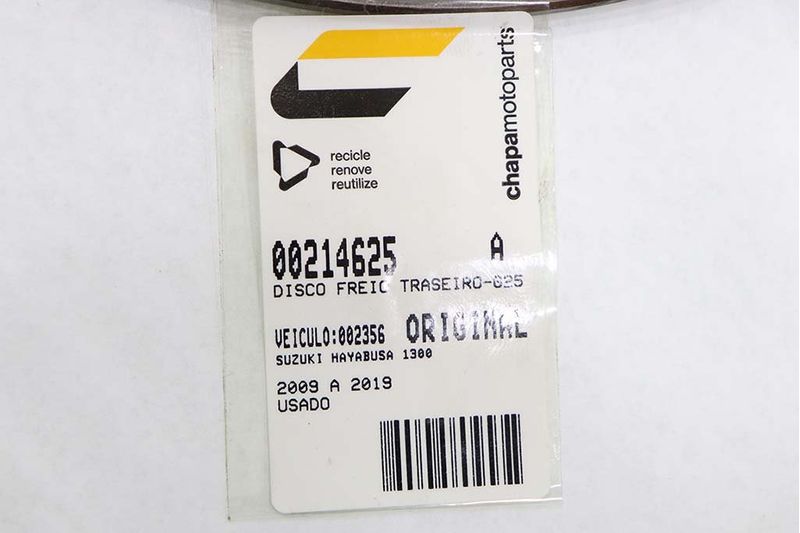 chapamotoparts
recicle
renove
reutilize
00214625 A
DISCO FREIO TRASEIRO-025
VEICULO:002356 ORIGINAL
SUZUKI HAYABUSA 1300
2009 A 2019
USADO